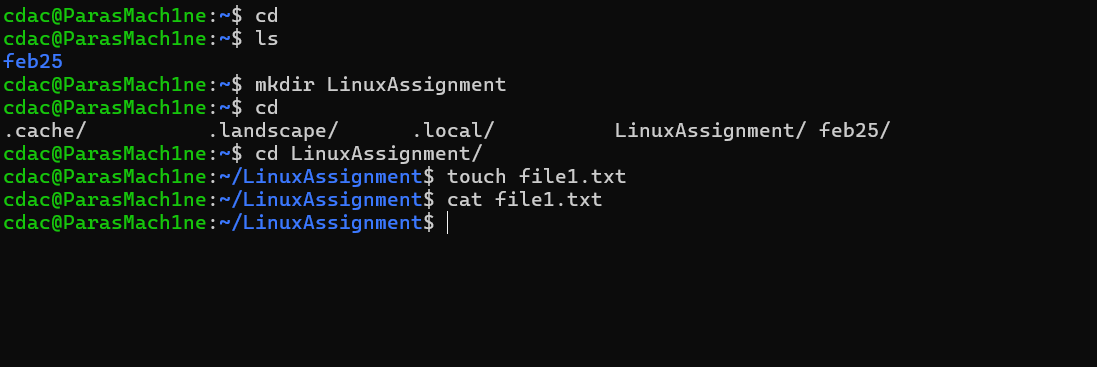 cdac@ParasMach1ne:~$ cd
cdac@ParasMach1ne:~$ ls
feb25
cdac@ParasMach1ne:~$ mkdir LinuxAssignment
cdac@ParasMach1ne:~$ cd
.cache/          .landscape/      .local/          LinuxAssignment/ feb25/
cdac@ParasMach1ne:~$ cd LinuxAssignment/
cdac@ParasMach1ne:~/LinuxAssignment$ touch file1.txt
cdac@ParasMach1ne:~/LinuxAssignment$ cat file1.txt
cdac@ParasMach1ne:~/LinuxAssignment$